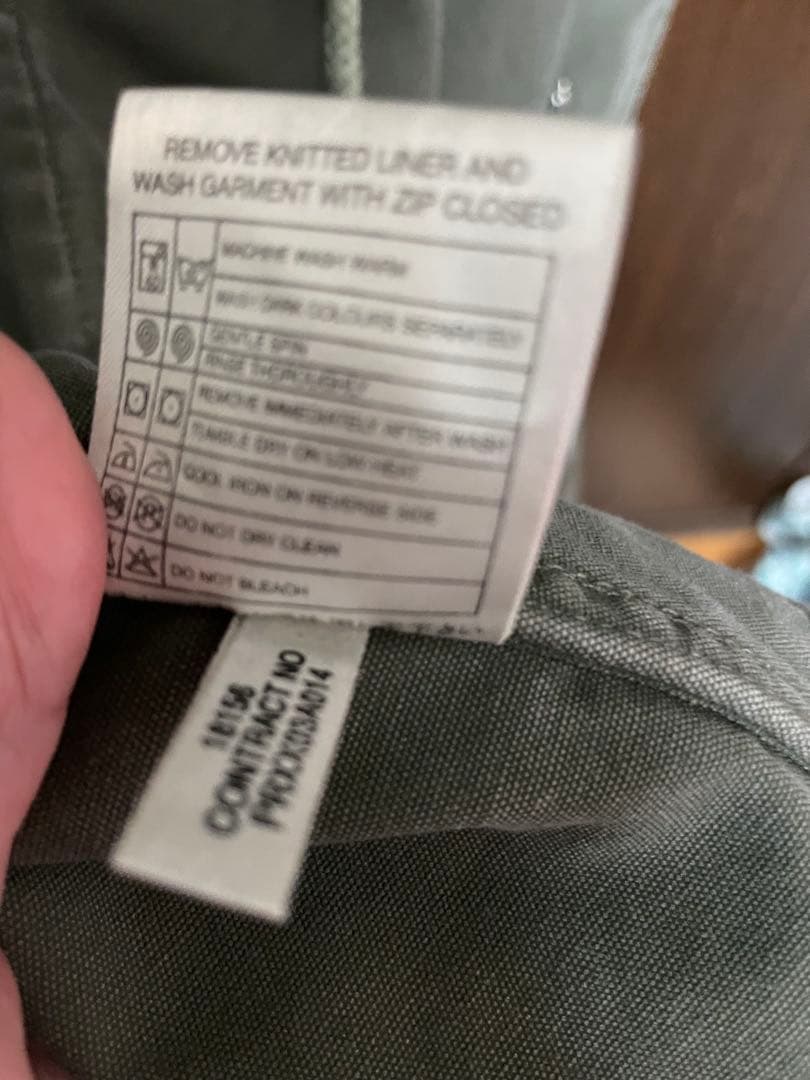 REMOVE KNITTED LINER AND
WASH GARMENT WITH ZIP CLOSED
MACHINE WASH WARM
WASH DARK COLOURS SEPARATELY
GENTLE SPIN
RINSE THOROUGHLY
REMOVE IMMEDIATELY AFTER WASH
TUMBLE DRY ON LOW HEAT
COOL IRON ON REVERSE SIDE
DO NOT DRY CLEAN
DO NOT BLEACH
18156
CONTRACT NO
PRXX03A014